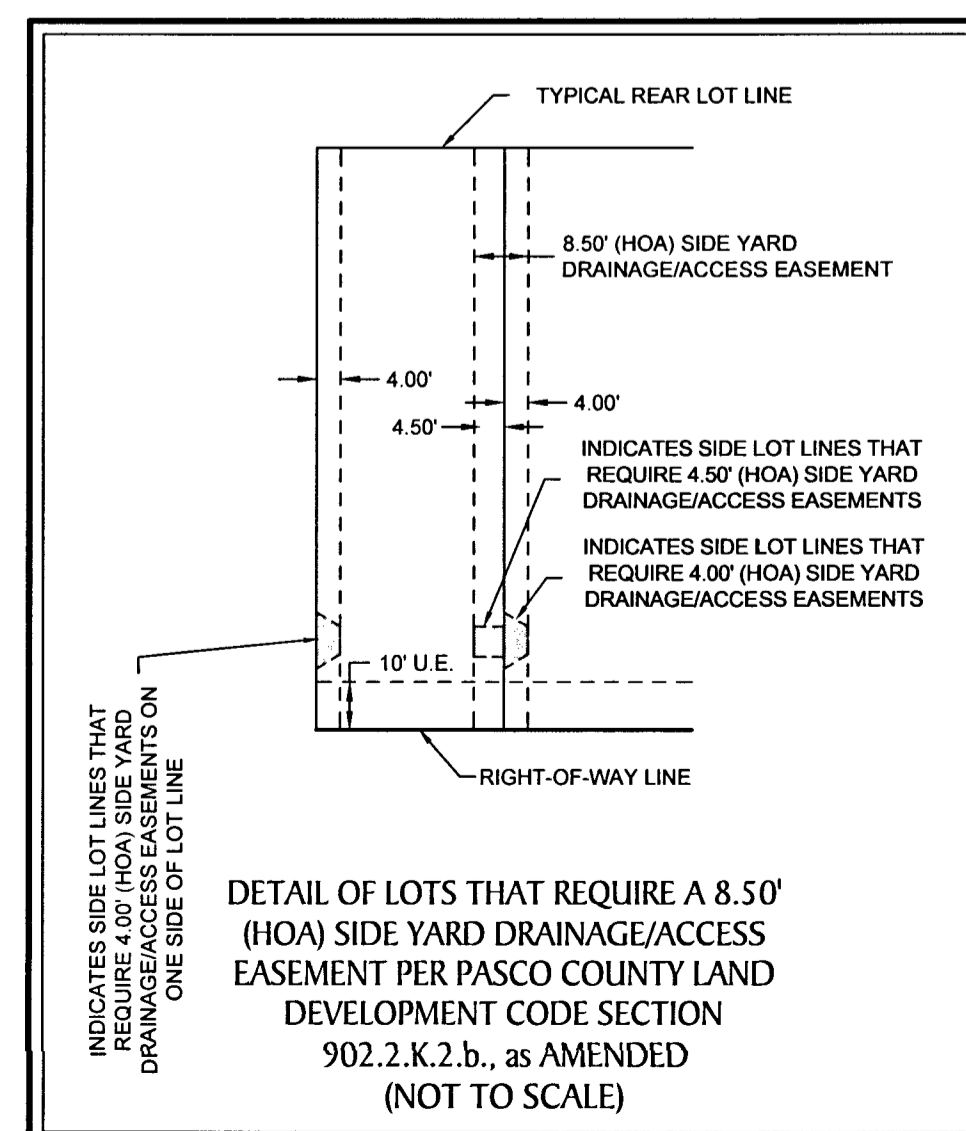 TYPICAL REAR LOT LINE
8.50' (HOA) SIDE YARD
DRAINAGE/ACCESS EASEMENT
4.00'
4.00'
4.50'
INDICATES SIDE LOT LINES THAT
REQUIRE 4.50' (HOA) SIDE YARD
DRAINAGE/ACCESS EASEMENTS
INDICATES SIDE LOT LINES THAT
REQUIRE 4.00' (HOA) SIDE YARD
DRAINAGE/ACCESS EASEMENTS
10' U.E.
RIGHT-OF-WAY LINE
INDICATES SIDE LOT LINES THAT
REQUIRE 4.00' (HOA) SIDE YARD
DRAINAGE/ACCESS EASEMENTS ON
ONE SIDE OF LOT LINE
DETAIL OF LOTS THAT REQUIRE A 8.50'
(HOA) SIDE YARD DRAINAGE/ACCESS
EASEMENT PER PASCO COUNTY LAND
DEVELOPMENT CODE SECTION
902.2.K.2.b., as AMENDED
(NOT TO SCALE)